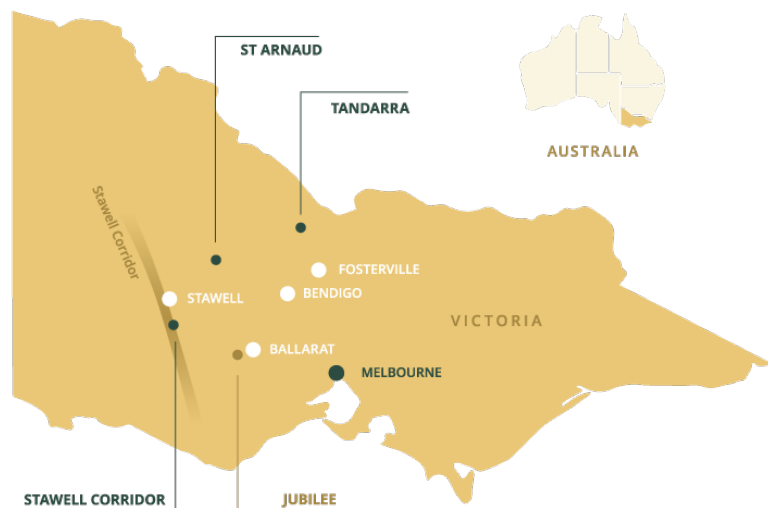 ST ARNAUD
TANDARRA
AUSTRALIA
Stawell Corridor
FOSTERVILLE
BENDIGO
STAWELL
VICTORIA
BALLARAT
MELBOURNE
STAWELL CORRIDOR
JUBILEE